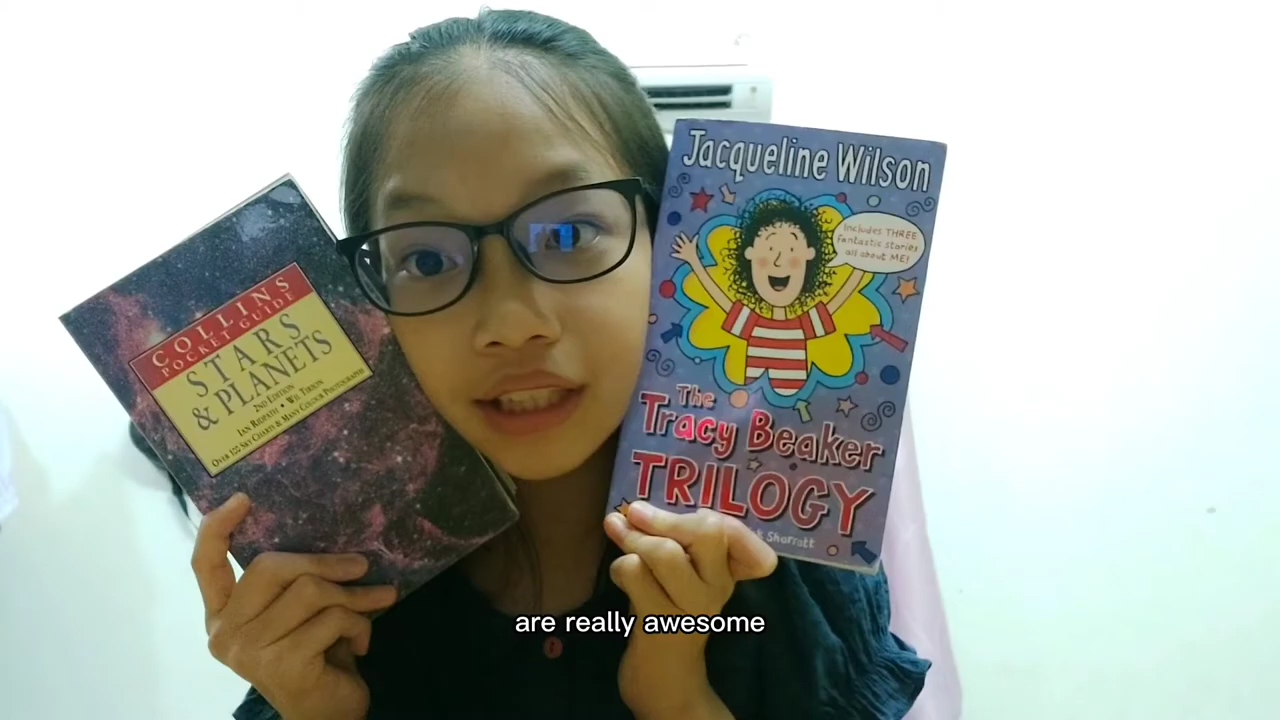 COLLINS
POCKET GUIDE
STARS
& PLANETS
2ND EDITION
IAN RIDPATH • WIL TIRION
OVER 100 SKY CHARTS & MANY COLOUR PHOTOGRAPHS
Jacqueline Wilson
Includes THREE
fantastic stories
all about ME!
The
Tracy Beaker
TRILOGY
Sharratt
are really awesome